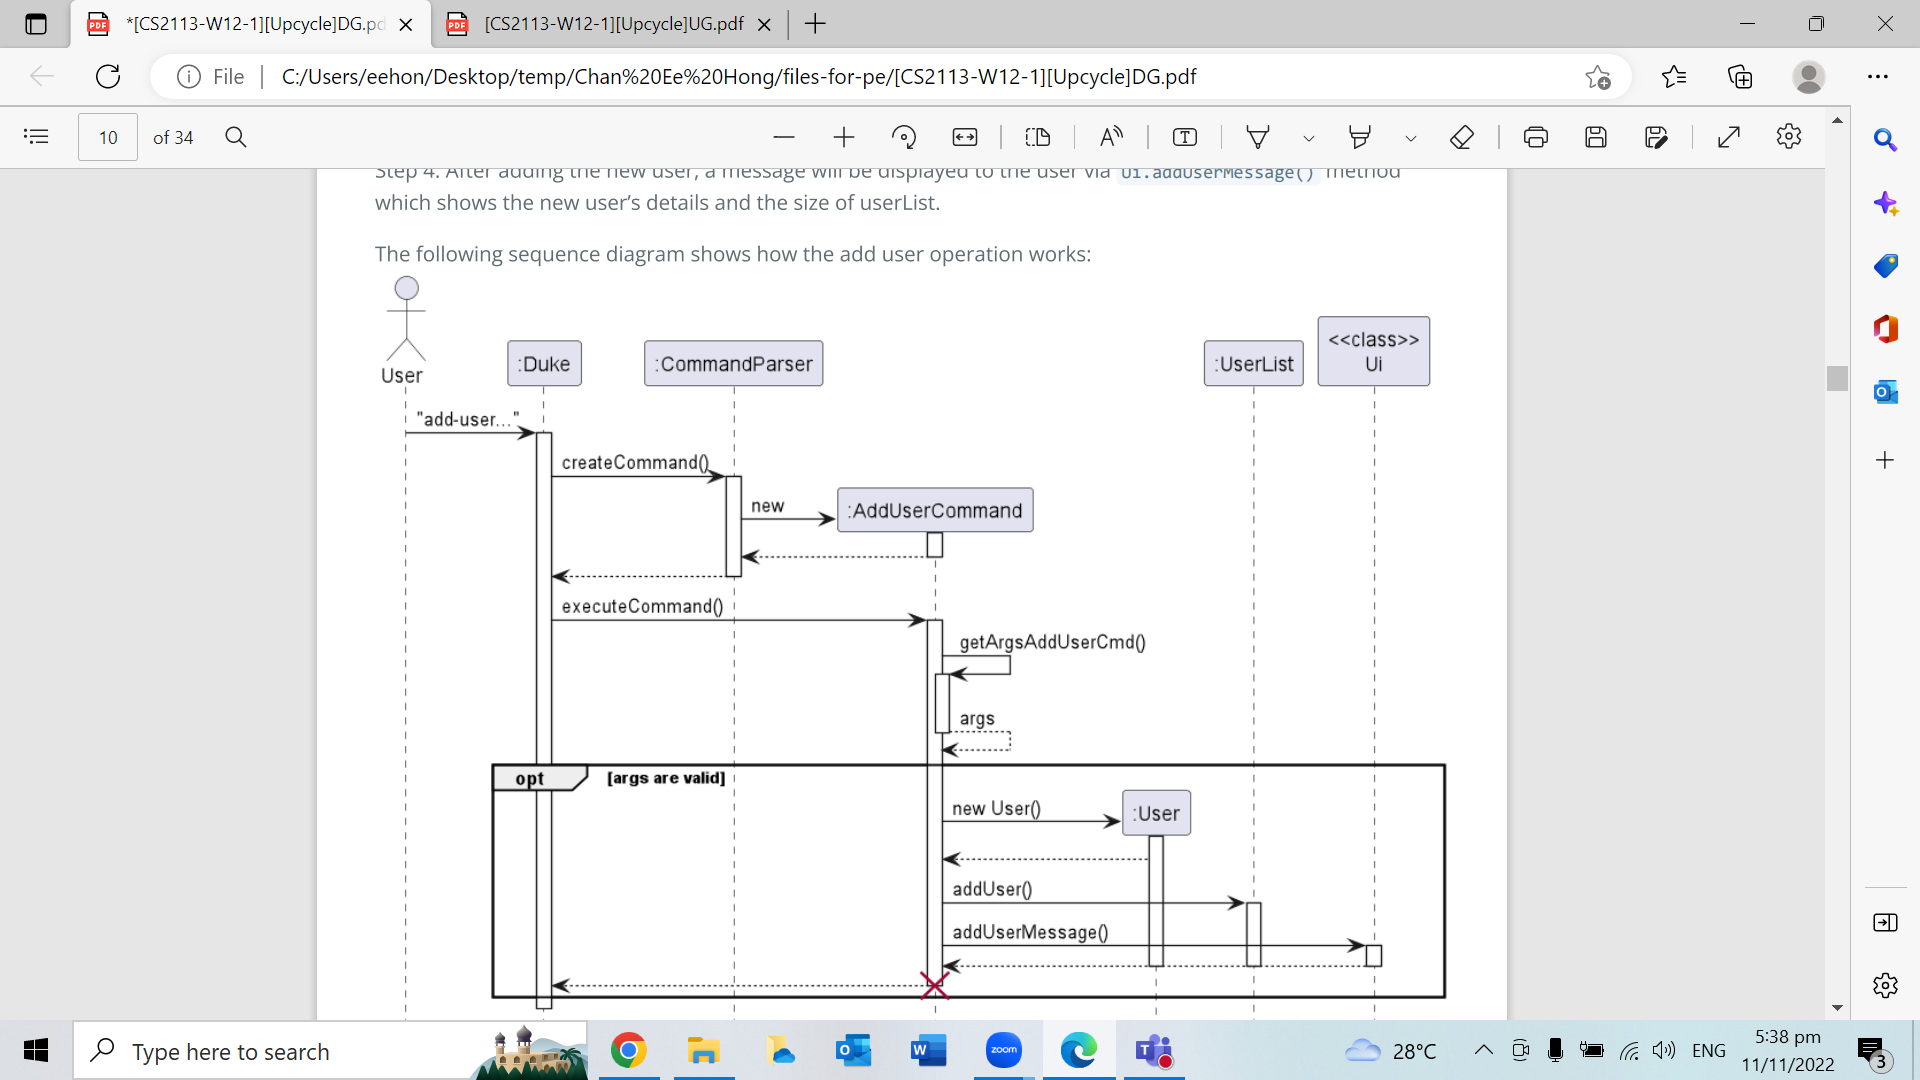 *[CS2113-W12-1][Upcycle]DG.pd
[CS2113-W12-1][Upcycle]UG.pdf
File
C:/Users/eehon/Desktop/temp/Chan%20Ee%20Hong/files-for-pe/[CS2113-W12-1][Upcycle]DG.pdf
10 of 34
Step 4. After adding the new user, a message will be displayed to the user via Ui.addUserMessage() method
which shows the new user's details and the size of userList.
The following sequence diagram shows how the add user operation works:
User
:Duke
:CommandParser
:UserList
<<class>>
Ui
"add-user..."
createCommand()
new
:AddUserCommand
executeCommand()
getArgsAddUserCmd()
args
opt [args are valid]
new User()
:User
addUser()
addUserMessage()
Type here to search
zoom
28°C
ENG
5:38 pm
11/11/2022
3